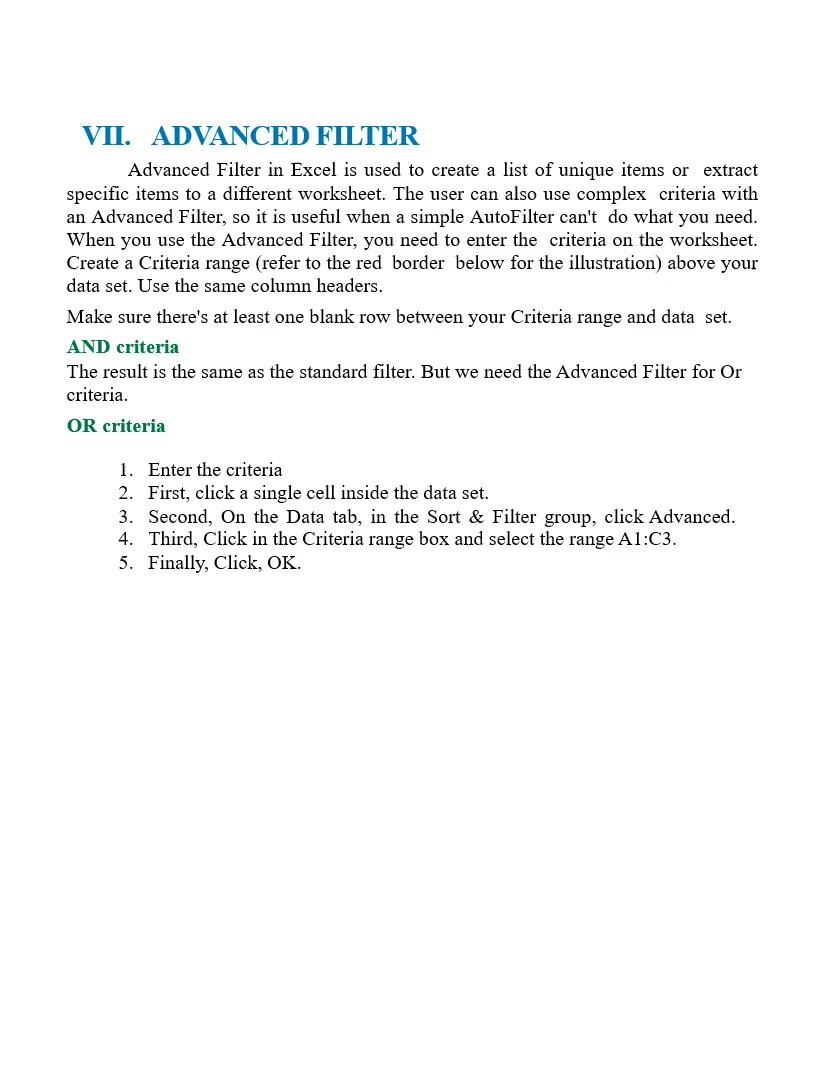 VII. ADVANCED FILTER
Advanced Filter in Excel is used to create a list of unique items or extract
specific items to a different worksheet. The user can also use complex criteria with
an Advanced Filter, so it is useful when a simple AutoFilter can't do what you need.
When you use the Advanced Filter, you need to enter the criteria on the worksheet.
Create a Criteria range (refer to the red border below for the illustration) above your
data set. Use the same column headers.
Make sure there's at least one blank row between your Criteria range and data set.
AND criteria
The result is the same as the standard filter. But we need the Advanced Filter for Or
criteria.
OR criteria
1. Enter the criteria
2. First, click a single cell inside the data set.
3. Second, On the Data tab, in the Sort & Filter group, click Advanced.
4. Third, Click in the Criteria range box and select the range A1:C3.
5. Finally, Click, OK.